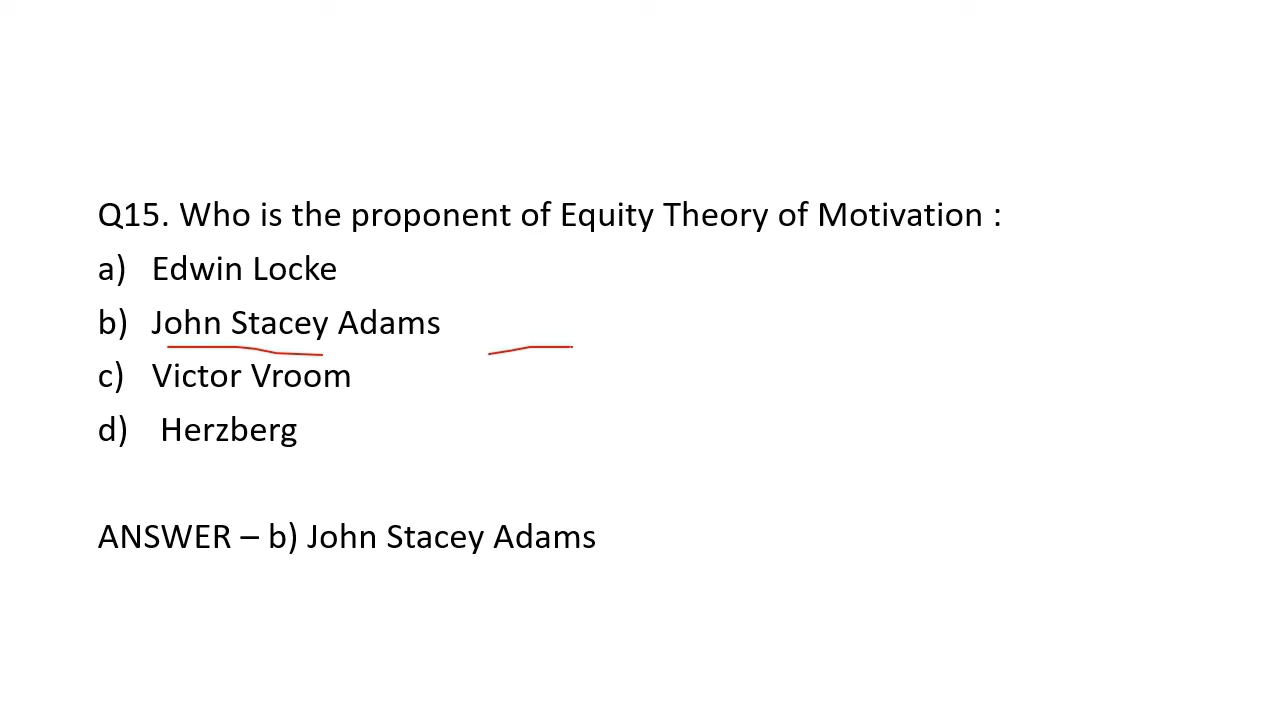 Q15. Who is the proponent of Equity Theory of Motivation :
a) Edwin Locke
b) John Stacey Adams
c) Victor Vroom
d) Herzberg
ANSWER – b) John Stacey Adams